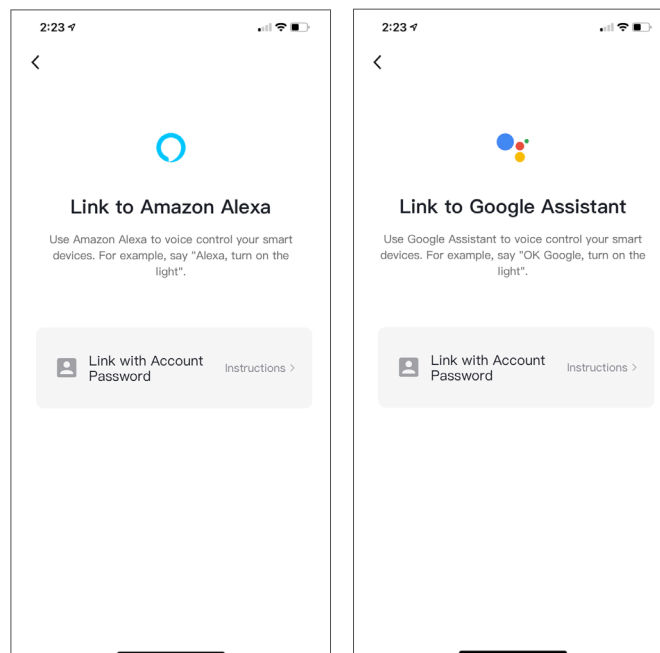 2:23
Link to Amazon Alexa
Use Amazon Alexa to voice control your smart
devices. For example, say "Alexa, turn on the
light".
Link with Account
Password
Instructions >
2:23
Link to Google Assistant
Use Google Assistant to voice control your smart
devices. For example, say "OK Google, turn on the
light".
Link with Account
Password
Instructions >